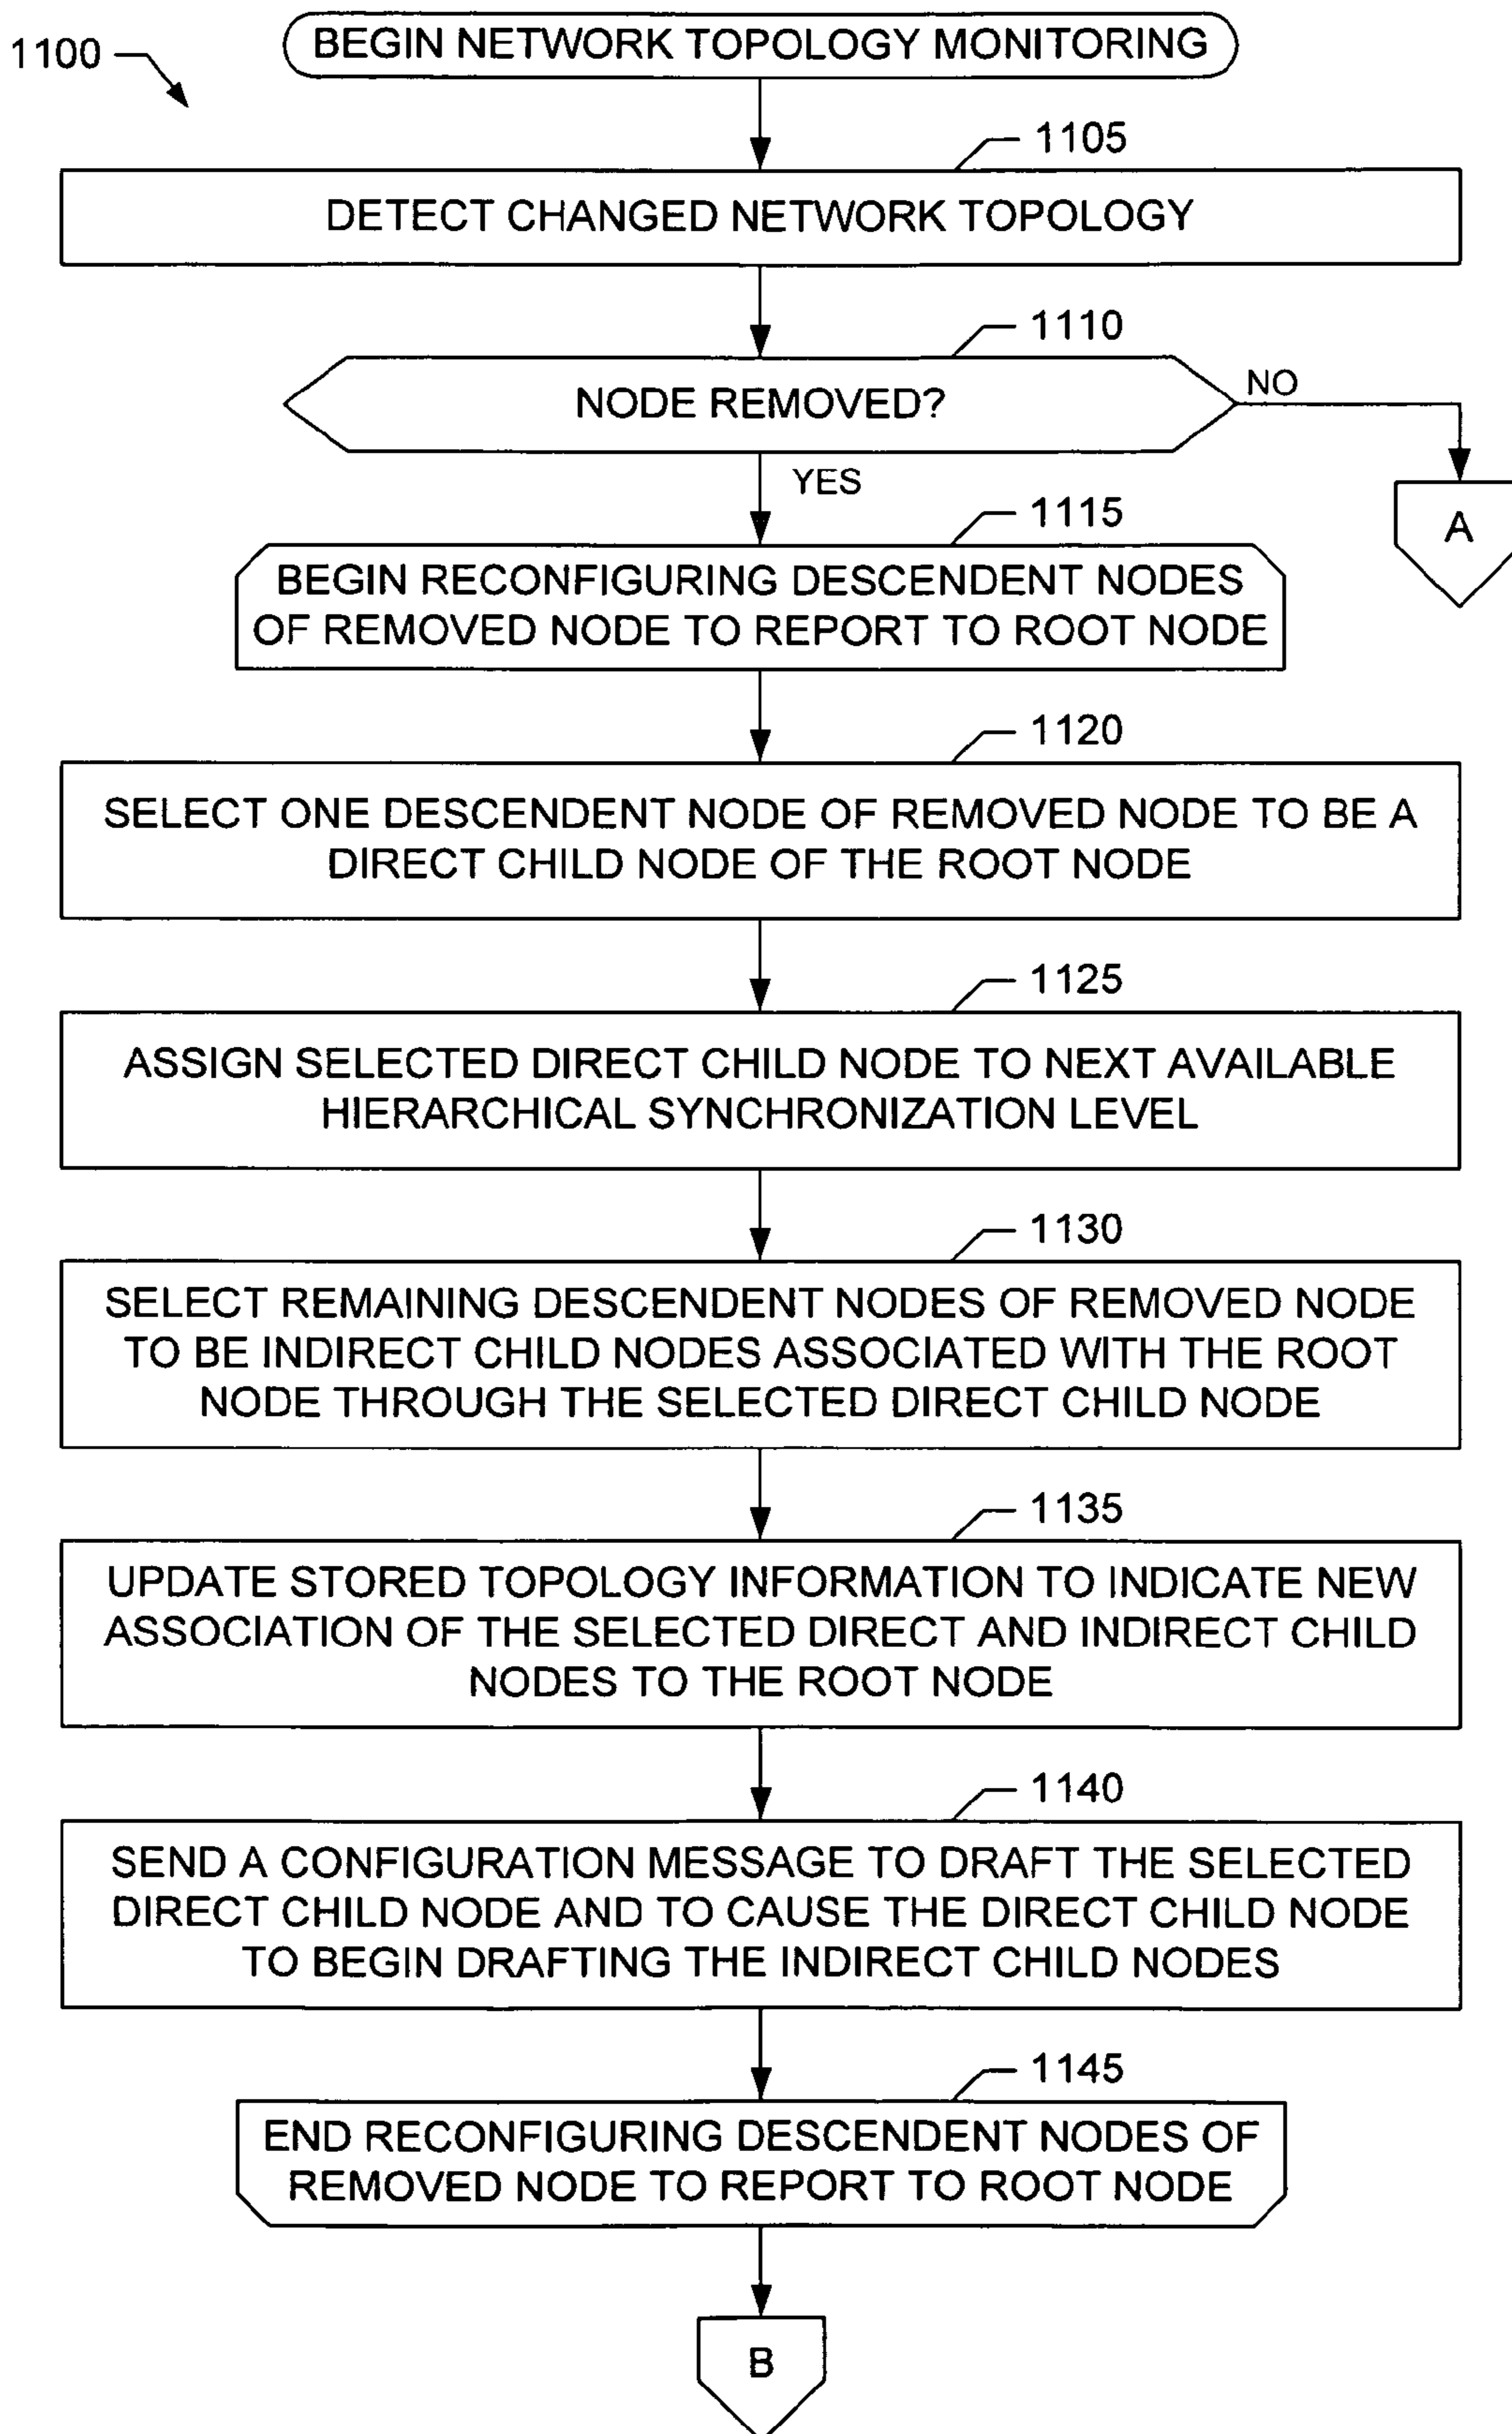 1100
BEGIN NETWORK TOPOLOGY MONITORING
1105
DETECT CHANGED NETWORK TOPOLOGY
1110
NODE REMOVED?
NO
YES
A
1115
BEGIN RECONFIGURING DESCENDENT NODES
OF REMOVED NODE TO REPORT TO ROOT NODE
1120
SELECT ONE DESCENDENT NODE OF REMOVED NODE TO BE A
DIRECT CHILD NODE OF THE ROOT NODE
1125
ASSIGN SELECTED DIRECT CHILD NODE TO NEXT AVAILABLE
HIERARCHICAL SYNCHRONIZATION LEVEL
1130
SELECT REMAINING DESCENDENT NODES OF REMOVED NODE
TO BE INDIRECT CHILD NODES ASSOCIATED WITH THE ROOT
NODE THROUGH THE SELECTED DIRECT CHILD NODE
1135
UPDATE STORED TOPOLOGY INFORMATION TO INDICATE NEW
ASSOCIATION OF THE SELECTED DIRECT AND INDIRECT CHILD
NODES TO THE ROOT NODE
1140
SEND A CONFIGURATION MESSAGE TO DRAFT THE SELECTED
DIRECT CHILD NODE AND TO CAUSE THE DIRECT CHILD NODE
TO BEGIN DRAFTING THE INDIRECT CHILD NODES
1145
END RECONFIGURING DESCENDENT NODES OF
REMOVED NODE TO REPORT TO ROOT NODE
B